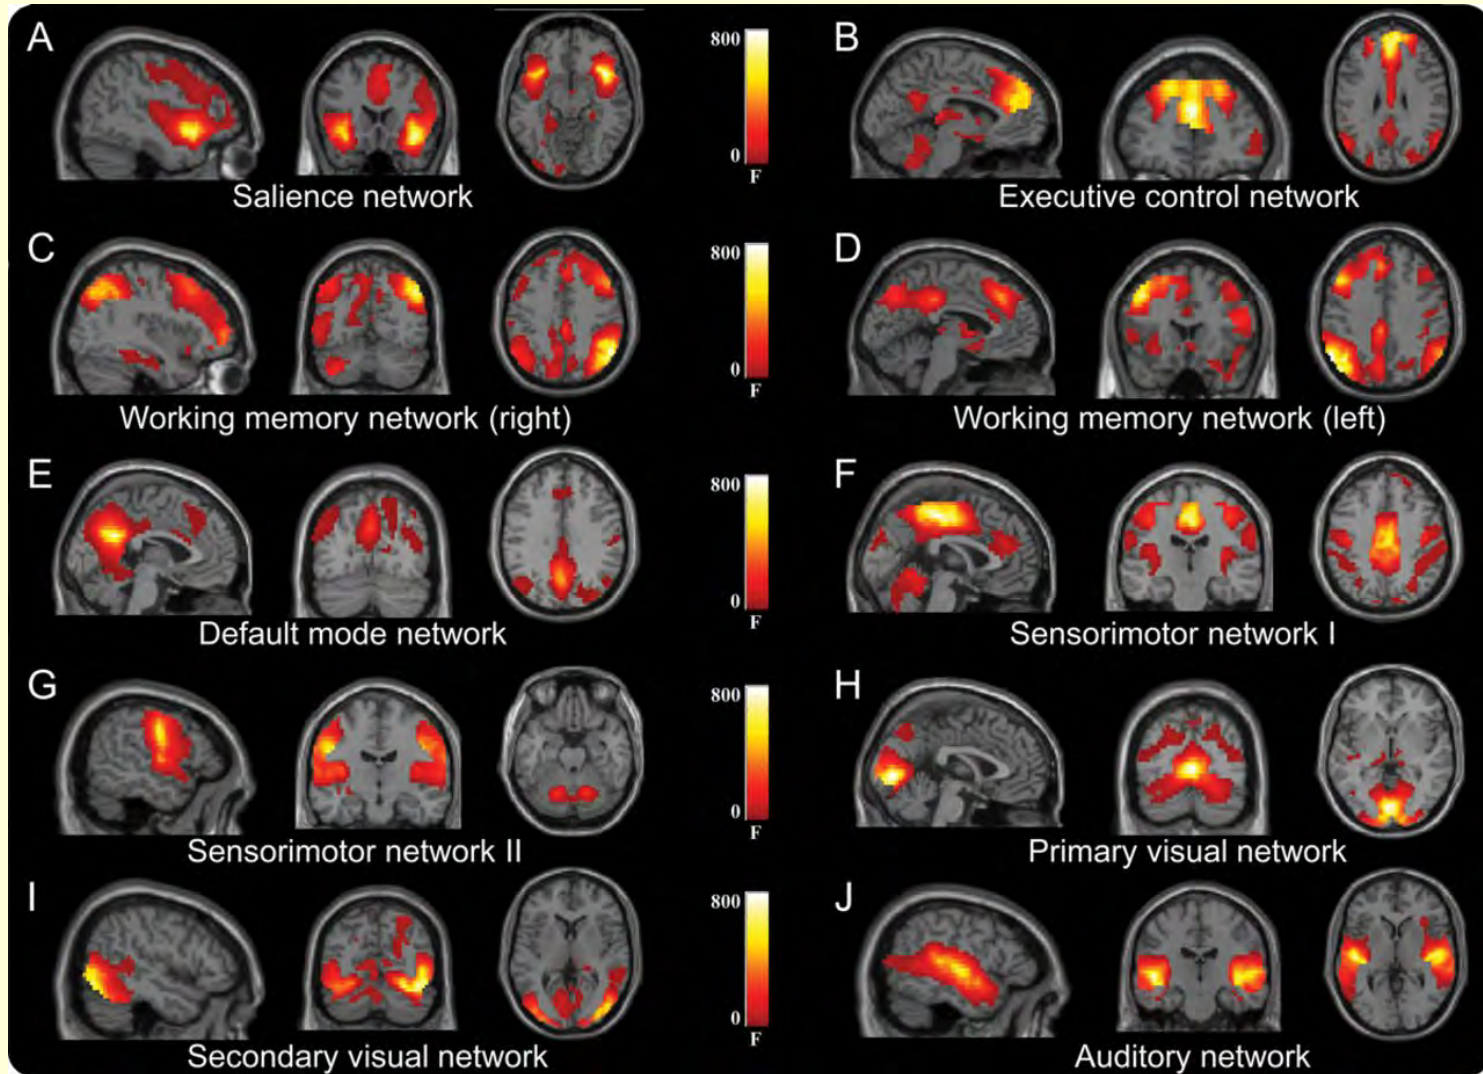 A
800
0
F
B
Salience network
Executive control network
C
800
0
F
D
Working memory network (right)
Working memory network (left)
E
800
0
F
F
Default mode network
Sensorimotor network I
G
800
0
F
H
Sensorimotor network II
Primary visual network
I
800
0
F
J
Secondary visual network
Auditory network